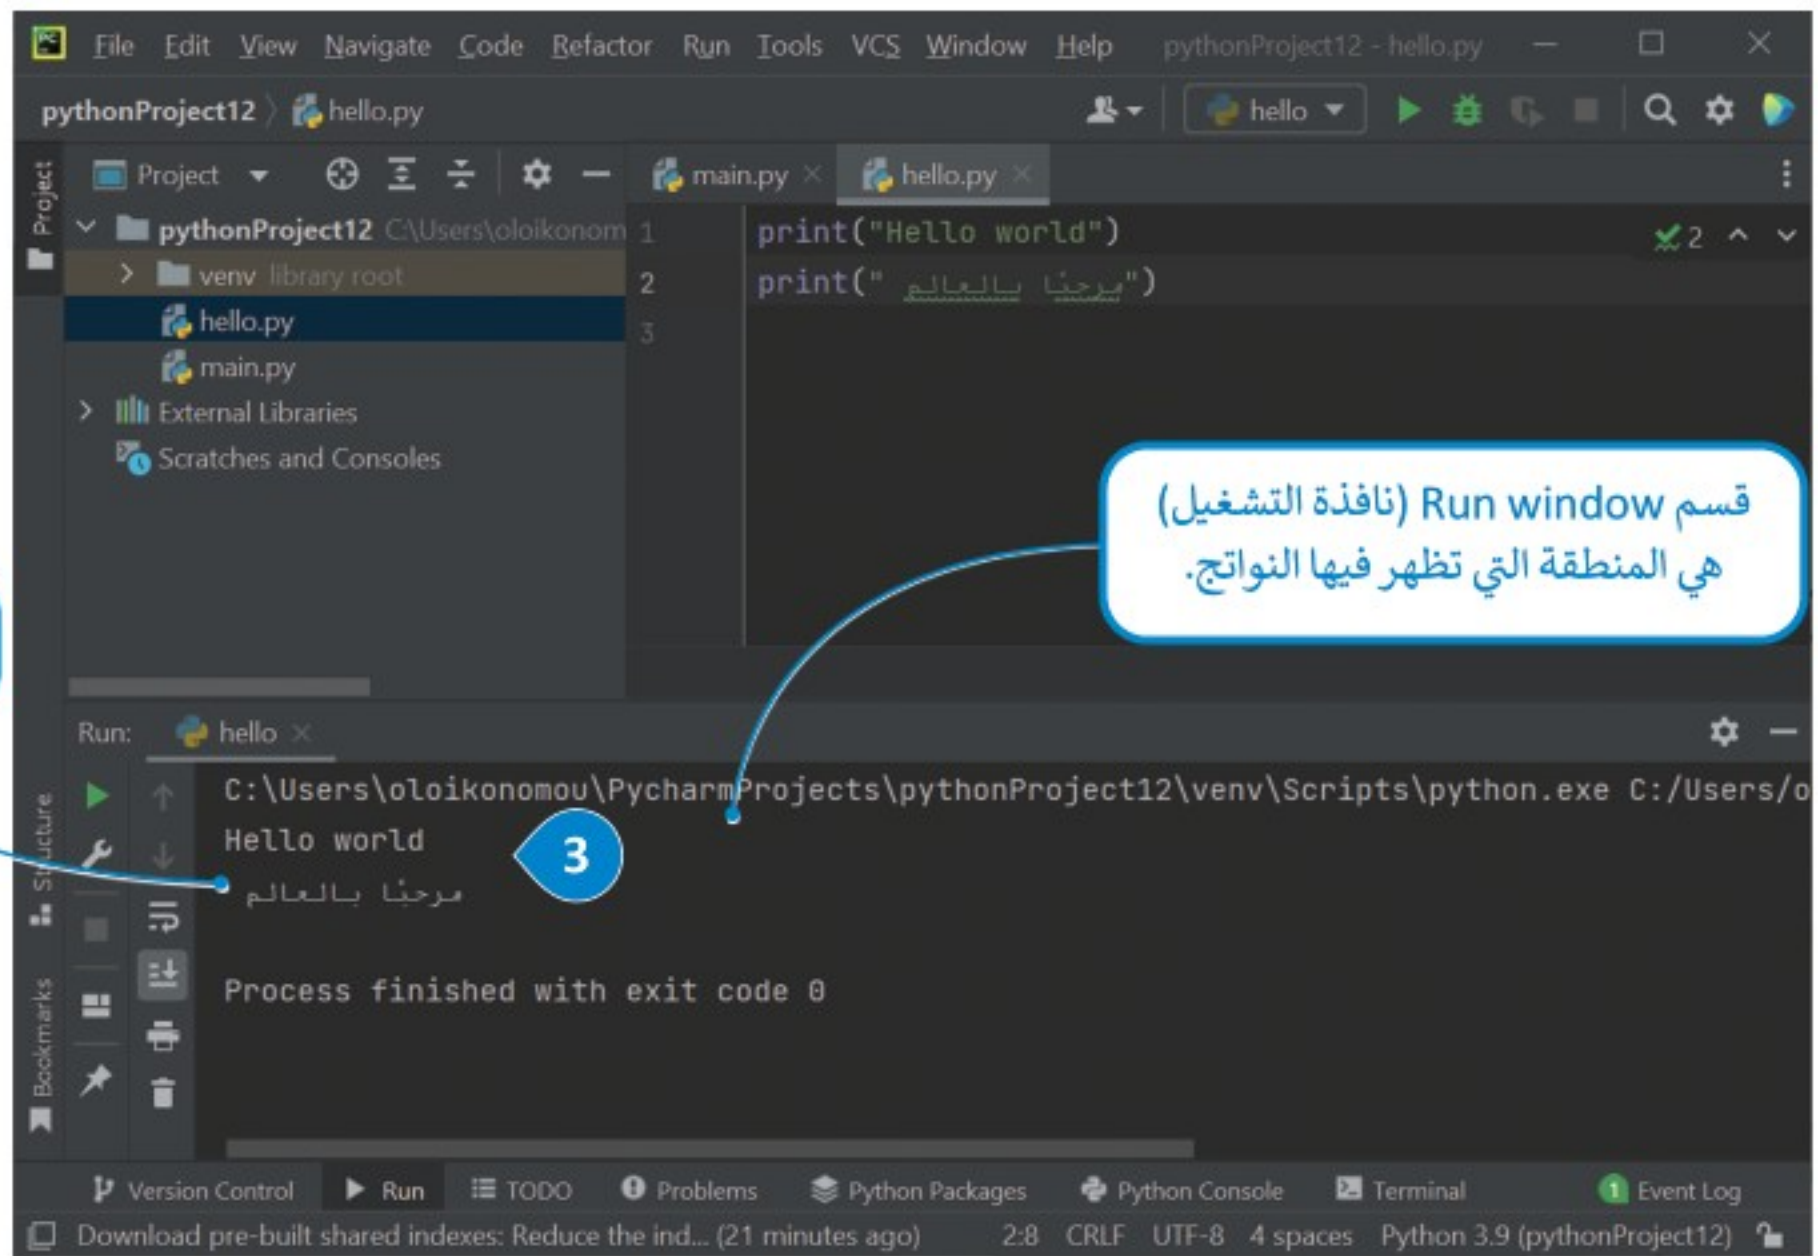 File Edit View Navigate Code Refactor Run Tools VCS Window Help pythonProject12 - hello.py
pythonProject12 hello.py hello
Project
Project main.py hello.py
pythonProject12 C:\Users\oloikonom
venv library root
hello.py
main.py
External Libraries
Scratches and Consoles
1 print("Hello world") 2
2 print(" مرحبًا بالعالم")
3
قسم Run window (نافذة التشغيل)
هي المنطقة التي تظهر فيها النواتج.
Run: hello
C:\Users\oloikonomou\PycharmProjects\pythonProject12\venv\Scripts\python.exe C:/Users/o
Hello world
3
مرحبًا بالعالم
Process finished with exit code 0
Structure
Bookmarks
Version Control Run TODO Problems Python Packages Python Console Terminal 1 Event Log
Download pre-built shared indexes: Reduce the ind... (21 minutes ago) 2:8 CRLF UTF-8 4 spaces Python 3.9 (pythonProject12)